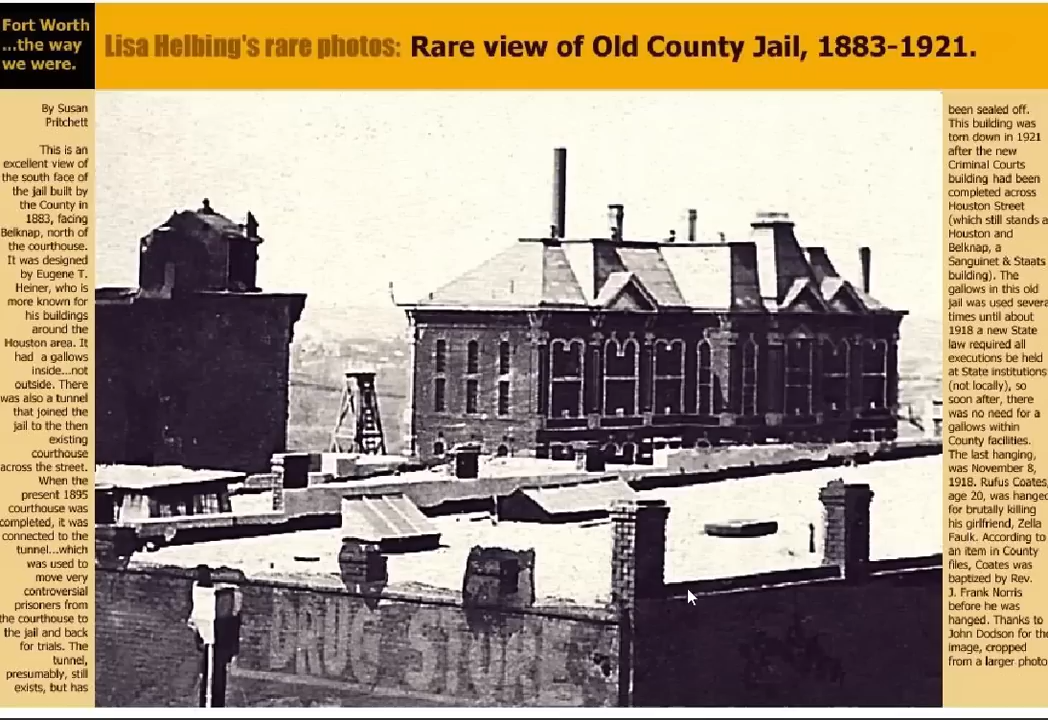 Fort Worth
...the way
we were.
Lisa Helbing's rare photos: Rare view of Old County Jail, 1883-1921.
By Susan
Pritchett
This is an
excellent view of
the south face of
the jail built by
the County in
1883, facing
Belknap, north of
the courthouse.
It was designed
by Eugene T.
Heiner, who is
more known for
his buildings
around the
Houston area. It
had a gallows
inside...not
outside. There
was also a tunnel
that joined the
jail to the then
existing
courthouse
across the street.
When the
present 1895
courthouse was
completed, it was
connected to the
tunnel...which
was used to
move very
controversial
prisoners from
the courthouse to
the jail and back
for trials. The
tunnel,
presumably, still
exists, but has
been sealed off.
This building was
torn down in 1921
after the new
Criminal Courts
building had been
completed across
Houston Street
(which still stands a
Houston and
Belknap, a
Sanguinet & Staats
building). The
gallows in this old
jail was used severa
times until about
1918 a new State
law required all
executions be held
at State institutions
(not locally), so
soon after, there
was no need for a
gallows within
County facilities.
The last hanging,
was November 8,
1918. Rufus Coates,
age 20, was hanged
for brutally killing
his girlfriend, Zella
Faulk. According to
an item in County
files, Coates was
baptized by Rev.
J. Frank Norris
before he was
hanged. Thanks to
John Dodson for the
image, cropped
from a larger photo
DRUG STORE